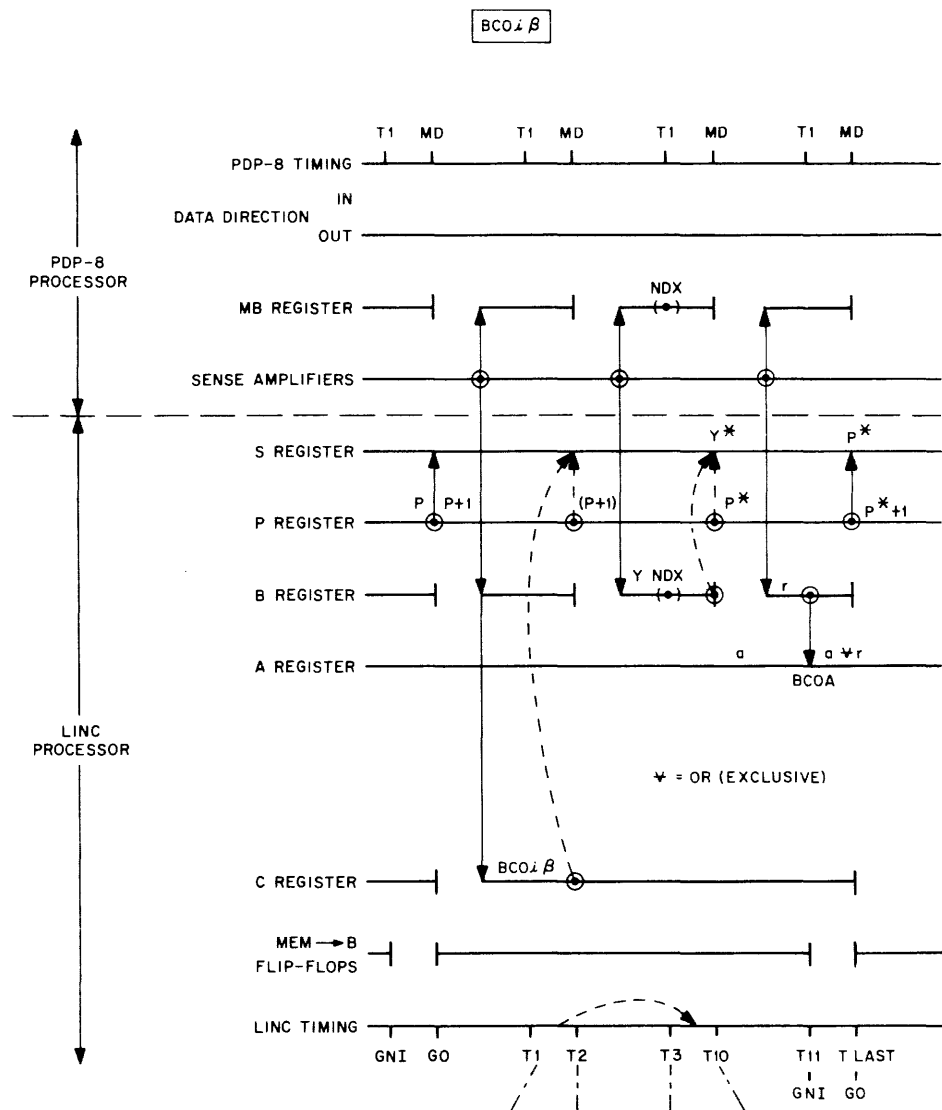 BCOiβ
T1 MD T1 MD T1 MD T1 MD
PDP-8 TIMING
IN
DATA DIRECTION
OUT
PDP-8
PROCESSOR
NDX
MB REGISTER
SENSE AMPLIFIERS
Y* P*
S REGISTER
P P+1 (P+1) P* P*+1
P REGISTER
Y NDX r
B REGISTER
a a ⩝ r
A REGISTER
BCOA
LINC
PROCESSOR
⩝ = OR (EXCLUSIVE)
BCOiβ
C REGISTER
MEM → B
FLIP-FLOPS
LINC TIMING
GNI GO T1 T2 T3 T10 T11 T LAST
GNI GO